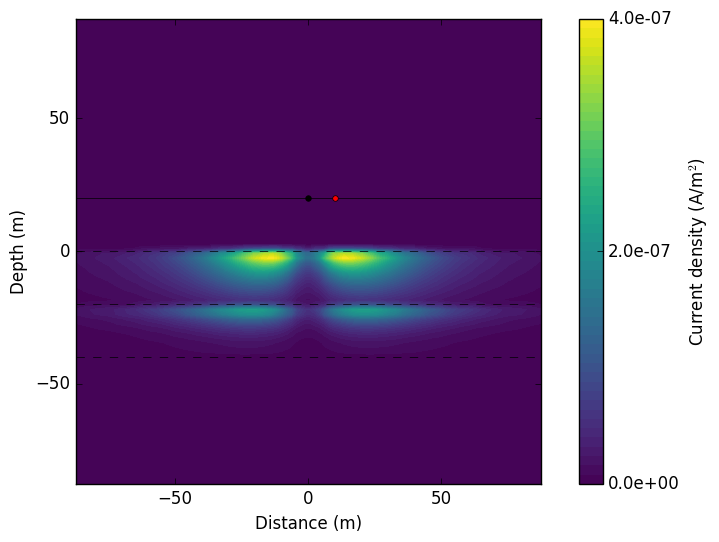 50
0
−50
Depth (m)
−50
0
50
Distance (m)
4.0e-07
2.0e-07
0.0e+00
Current density (A/m²)